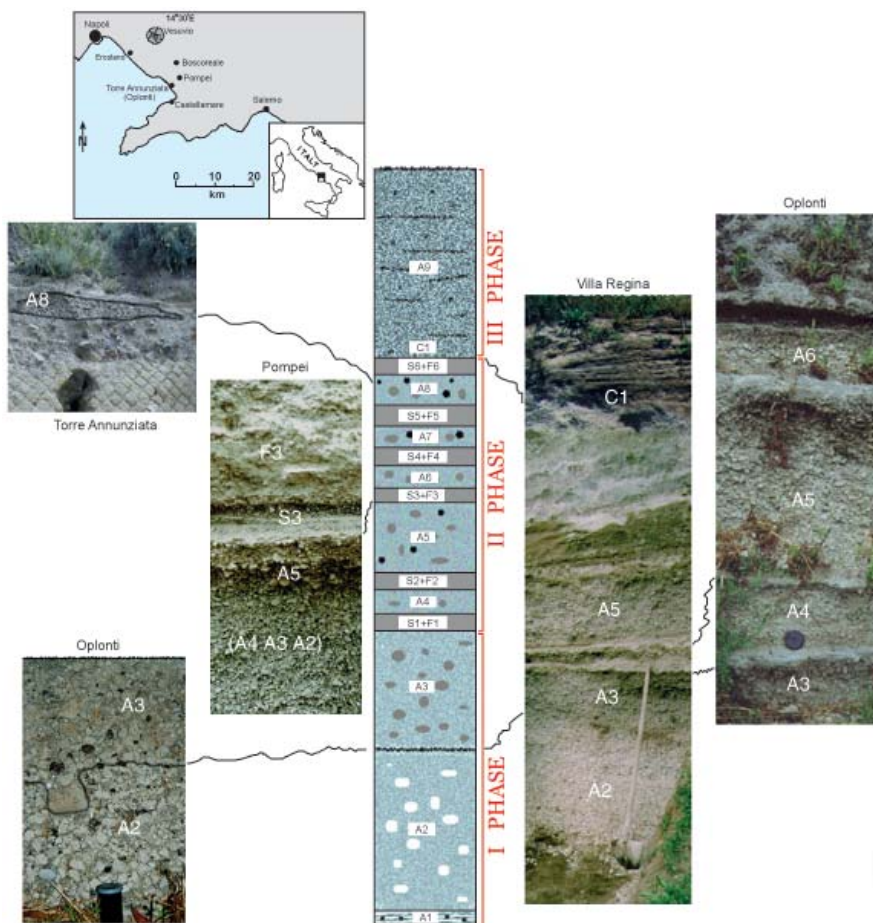 Napoli
14°30'E
Vesuvio
Ercolano
Boscoreale
Pompei
Torre Annunziata
(Oplonti)
Castellamare
Salerno
N
ITALY
0 10 20
km
A8
Torre Annunziata
Pompei
F3
S3
A5
(A4 A3 A2)
Oplonti
A3
A2
A9
C1
S6+F6
A8
S5+F5
A7
S4+F4
A6
S3+F3
A5
S2+F2
A4
S1+F1
A3
A2
A1
III PHASE
II PHASE
I PHASE
Villa Regina
C1
A5
A3
A2
Oplonti
A6
A5
A4
A3